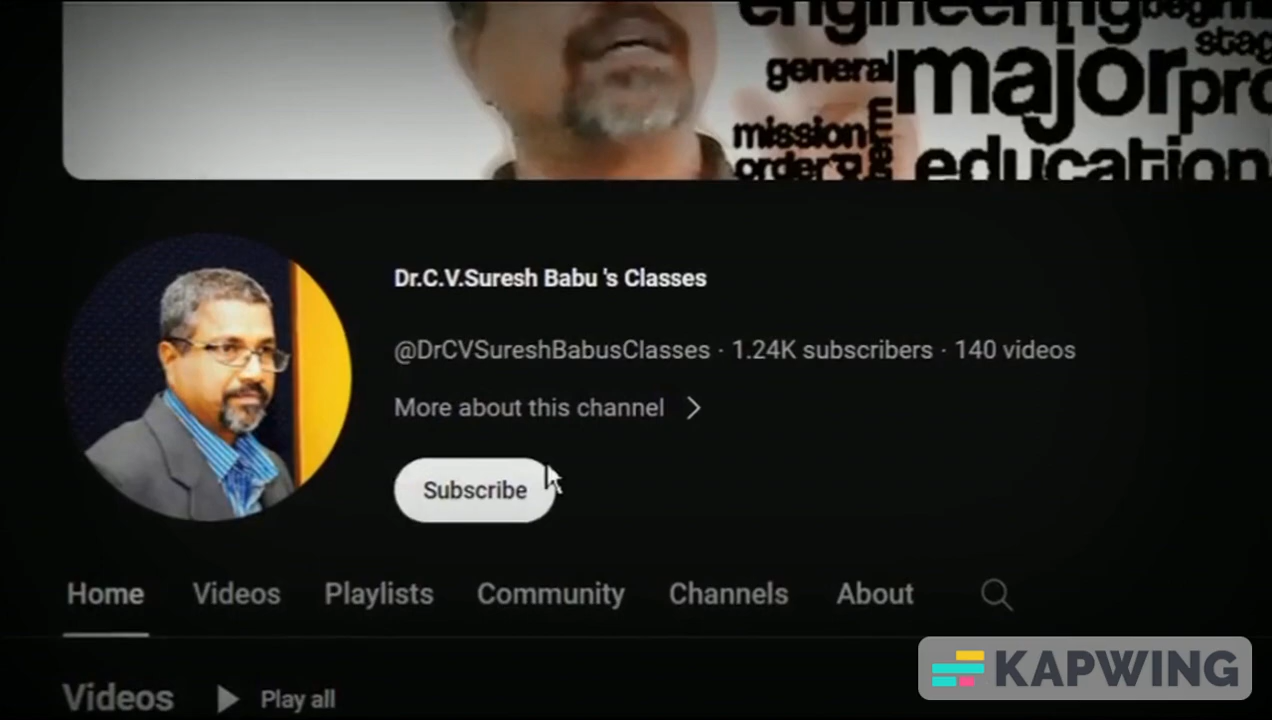 engineering
general
major
mission
order
education
Dr.C.V.Suresh Babu 's Classes
@DrCVSureshBabusClasses · 1.24K subscribers · 140 videos
More about this channel >
Subscribe
Home Videos Playlists Community Channels About
Videos ▶ Play all
KAPWING